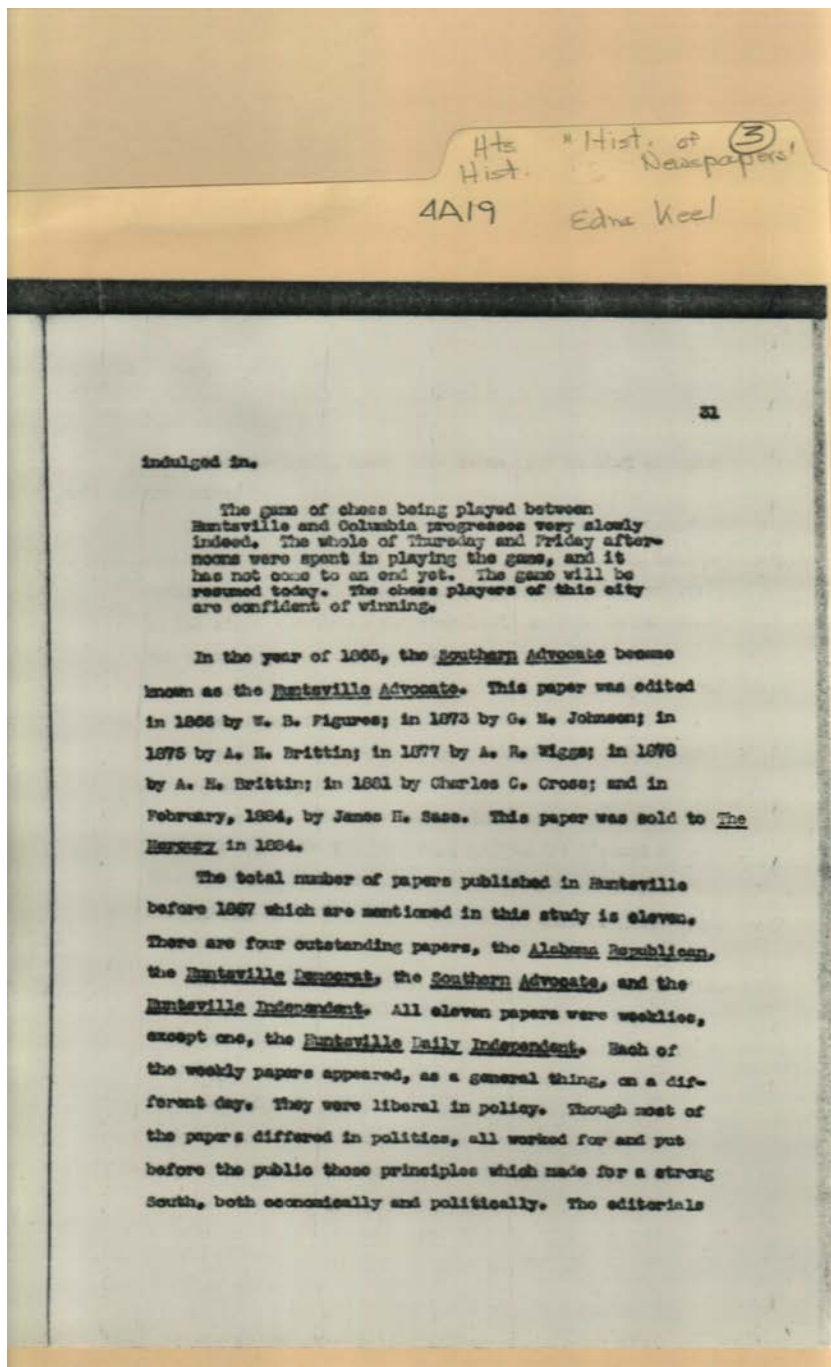 Hts "Hist. of ③
Hist. Newspapers'
4A19 Edna Keel
31
indulged in.
The game of chess being played between
Huntsville and Columbia progresses very slowly
indeed. The whole of Thursday and Friday after-
noons were spent in playing the game, and it
has not come to an end yet. The game will be
resumed today. The chess players of this city
are confident of winning.
In the year of 1865, the Southern Advocate became
known as the Huntsville Advocate. This paper was edited
in 1866 by W. B. Figures; in 1873 by G. N. Johnson; in
1875 by A. H. Brittin; in 1877 by A. R. Wiggs; in 1878
by A. H. Brittin; in 1881 by Charles C. Cross; and in
February, 1884, by James H. Sass. This paper was sold to The
Mercury in 1884.
The total number of papers published in Huntsville
before 1867 which are mentioned in this study is eleven.
There are four outstanding papers, the Alabama Republican,
the Huntsville Democrat, the Southern Advocate, and the
Huntsville Independent. All eleven papers were weeklies,
except one, the Huntsville Daily Independent. Each of
the weekly papers appeared, as a general thing, on a dif-
ferent day. They were liberal in policy. Though most of
the papers differed in politics, all worked for and put
before the public those principles which made for a strong
South, both economically and politically. The editorials